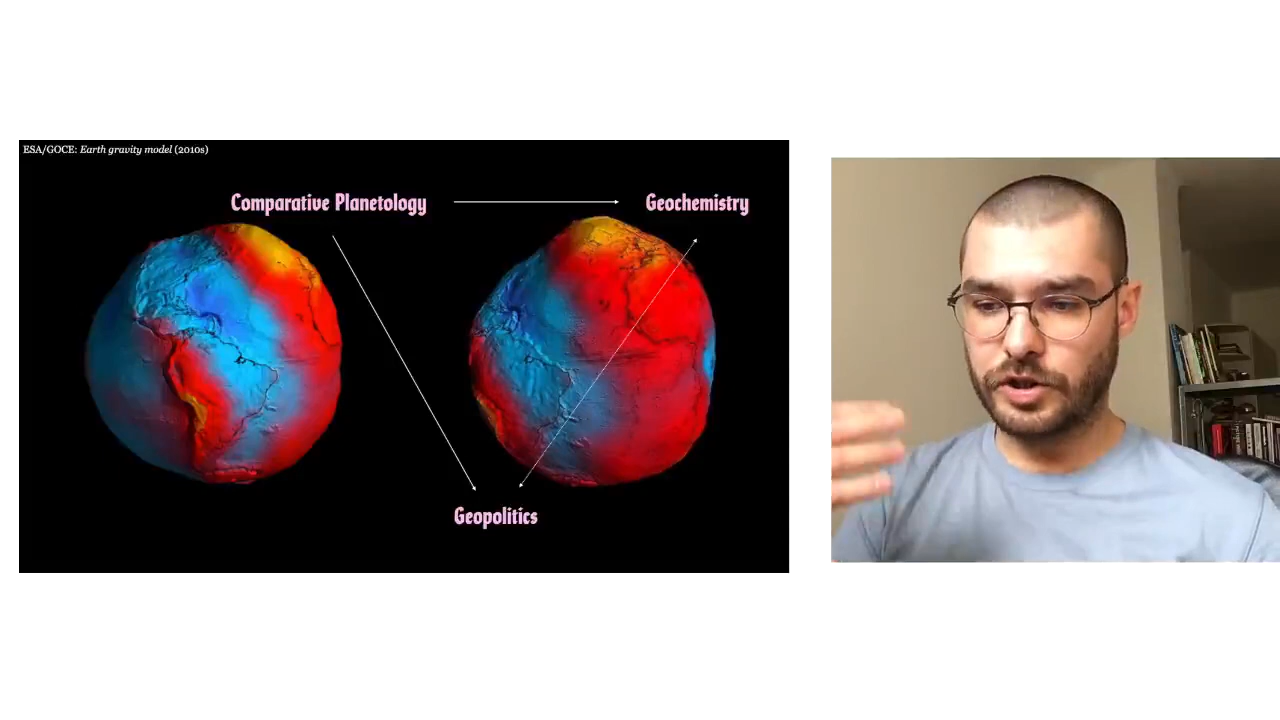 ESA/GOCE: Earth gravity model (2010s)
Comparative Planetology
Geochemistry
Geopolitics